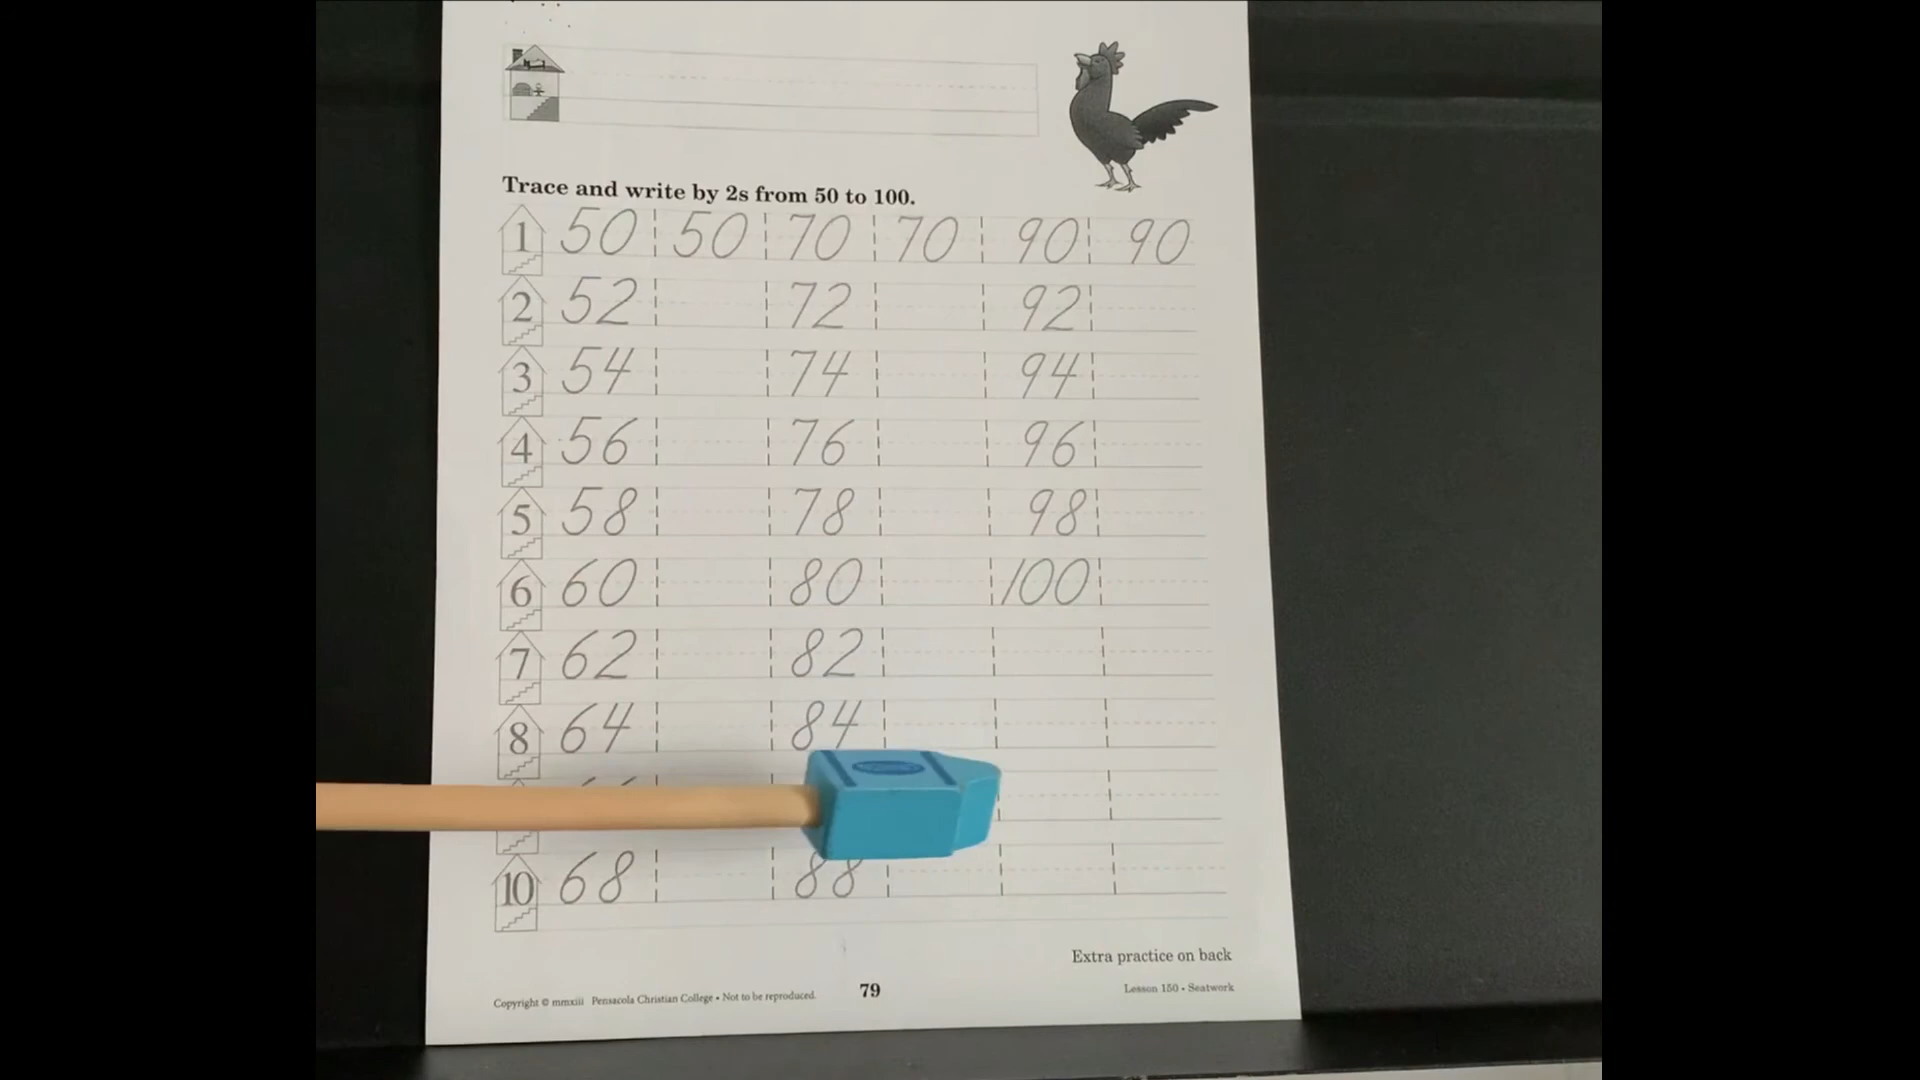 Trace and write by 2s from 50 to 100.
1 50 50 70 70 90 90
2 52 72 92
3 54 74 94
4 56 76 96
5 58 78 98
6 60 80 100
7 62 82
8 64 84
10 68 88
Extra practice on back
Copyright © mmxiii Pensacola Christian College • Not to be reproduced. 79 Lesson 150 • Seatwork